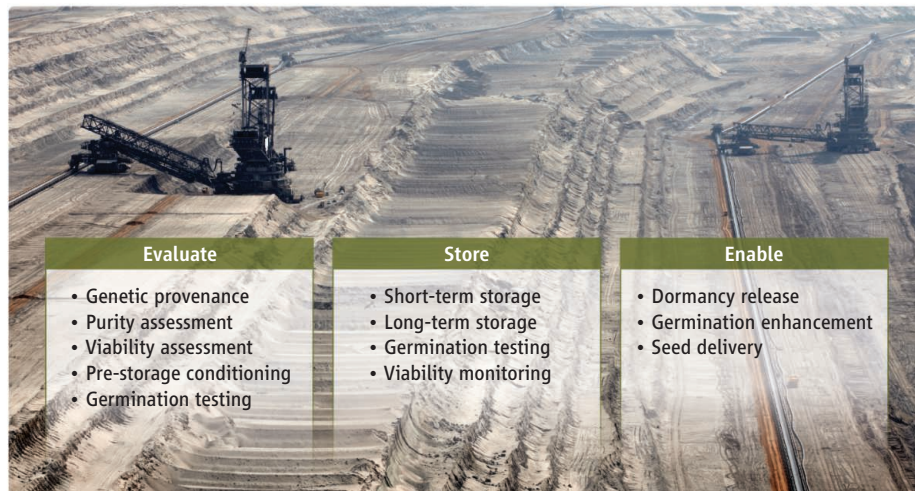 Evaluate
• Genetic provenance
• Purity assessment
• Viability assessment
• Pre-storage conditioning
• Germination testing
Store
• Short-term storage
• Long-term storage
• Germination testing
• Viability monitoring
Enable
• Dormancy release
• Germination enhancement
• Seed delivery